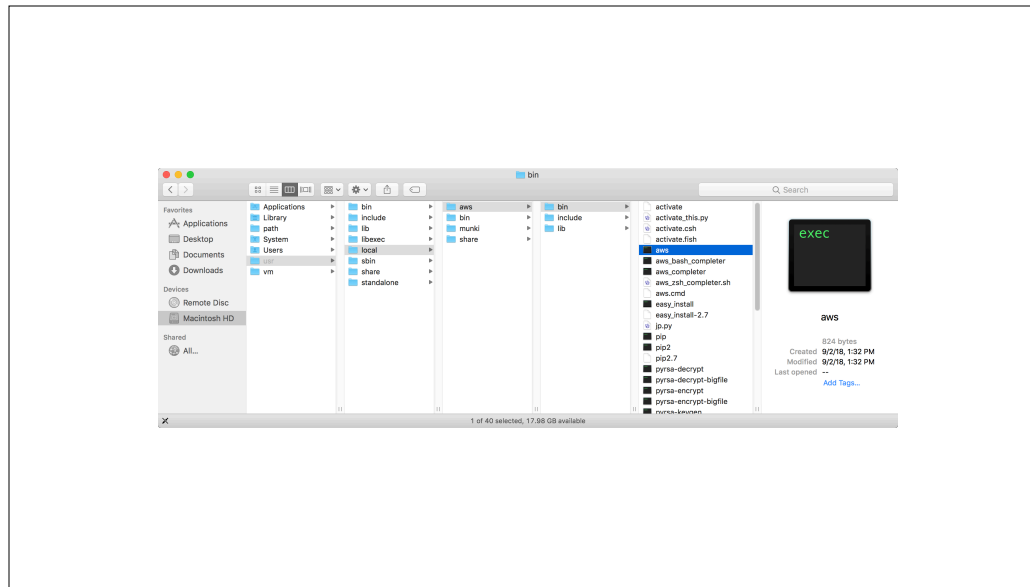 bin
Search
Favorites
Applications
Desktop
Documents
Downloads
Devices
Remote Disc
Macintosh HD
Shared
All...
Applications
Library
path
System
Users
usr
vm
bin
include
lib
libexec
local
sbin
share
standalone
aws
bin
munki
share
bin
include
lib
activate
activate_this.py
activate.csh
activate.fish
aws
aws_bash_completer
aws_completer
aws_zsh_completer.sh
aws.cmd
easy_install
easy_install-2.7
jp.py
pip
pip2
pip2.7
pyrsa-decrypt
pyrsa-decrypt-bigfile
pyrsa-encrypt
pyrsa-encrypt-bigfile
pyrsa-keygen
exec
aws
824 bytes
Created 9/2/18, 1:32 PM
Modified 9/2/18, 1:32 PM
Last opened --
Add Tags...
1 of 40 selected, 17.98 GB available